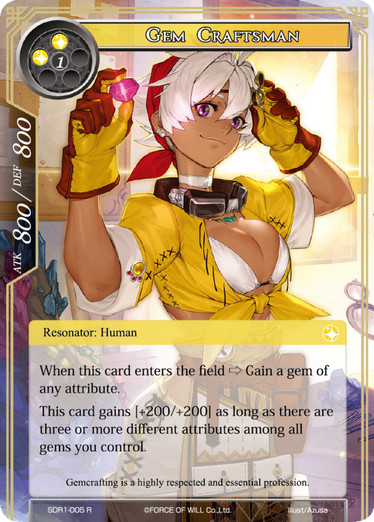 GEM CRAFTSMAN
1
ATK 800 / DEF 800
Resonator: Human
When this card enters the field ⇨ Gain a gem of
any attribute.
This card gains [+200/+200] as long as there are
three or more different attributes among all
gems you control.
Gemcrafting is a highly respected and essential profession.
SDR1-005 R ©FORCE OF WILL Co.,Ltd. Illust/Azusa